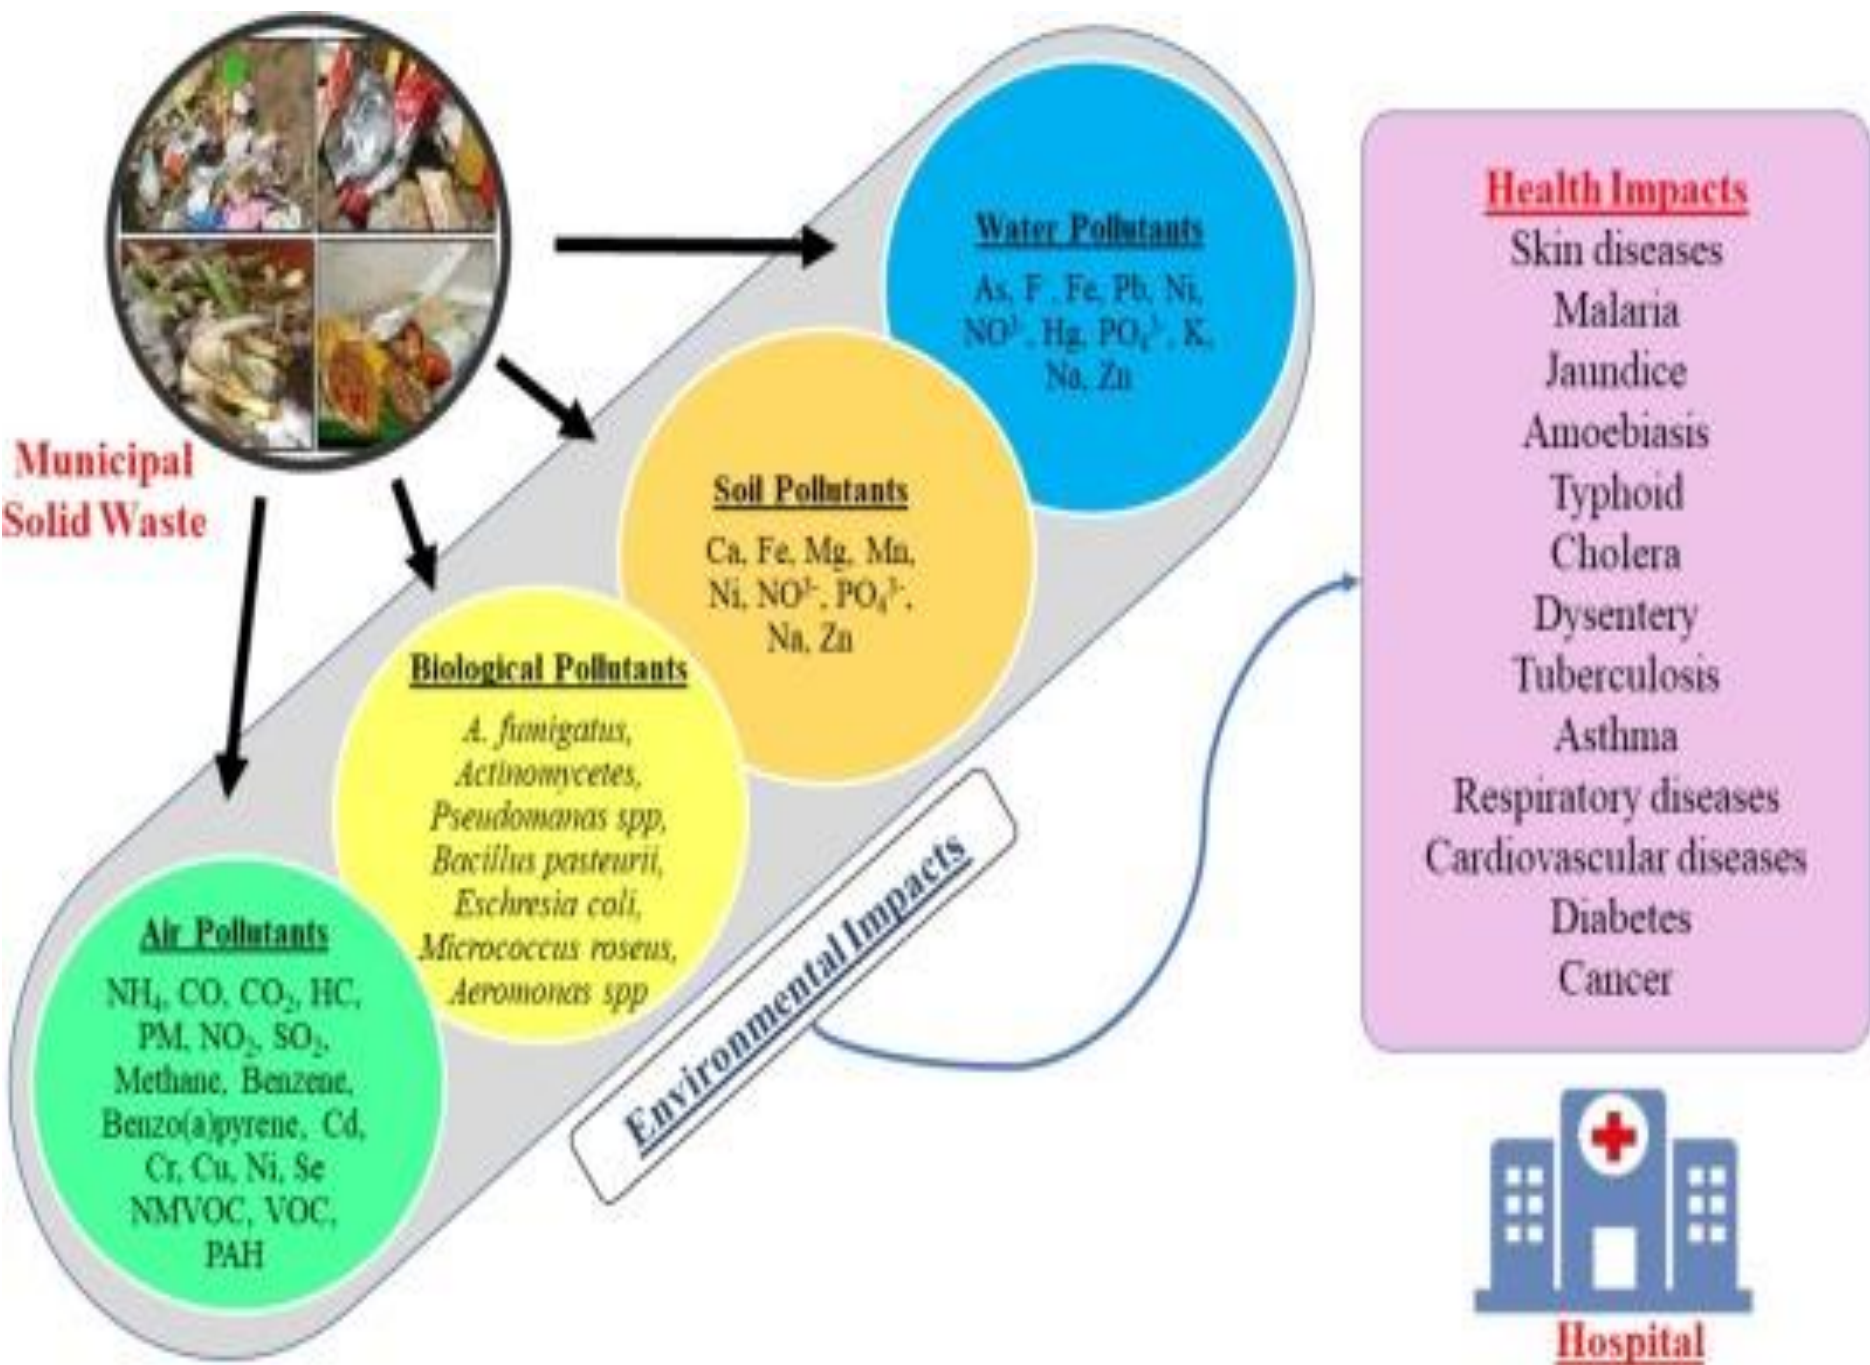 Municipal
Solid Waste
Water Pollutants
As, F , Fe, Pb, Ni,
NO³⁻, Hg, PO₄³⁻, K,
Na, Zn
Soil Pollutants
Ca, Fe, Mg, Mn,
Ni, NO³⁻, PO₄³⁻,
Na, Zn
Biological Pollutants
A. fumigatus,
Actinomycetes,
Pseudomanas spp,
Bacillus pasteurii,
Eschresia coli,
Micrococcus roseus,
Aeromonas spp
Air Pollutants
NH₄, CO, CO₂, HC,
PM, NO₂, SO₂,
Methane, Benzene,
Benzo(a)pyrene, Cd,
Cr, Cu, Ni, Se
NMVOC, VOC,
PAH
Environmental Impacts
Health Impacts
Skin diseases
Malaria
Jaundice
Amoebiasis
Typhoid
Cholera
Dysentery
Tuberculosis
Asthma
Respiratory diseases
Cardiovascular diseases
Diabetes
Cancer
Hospital